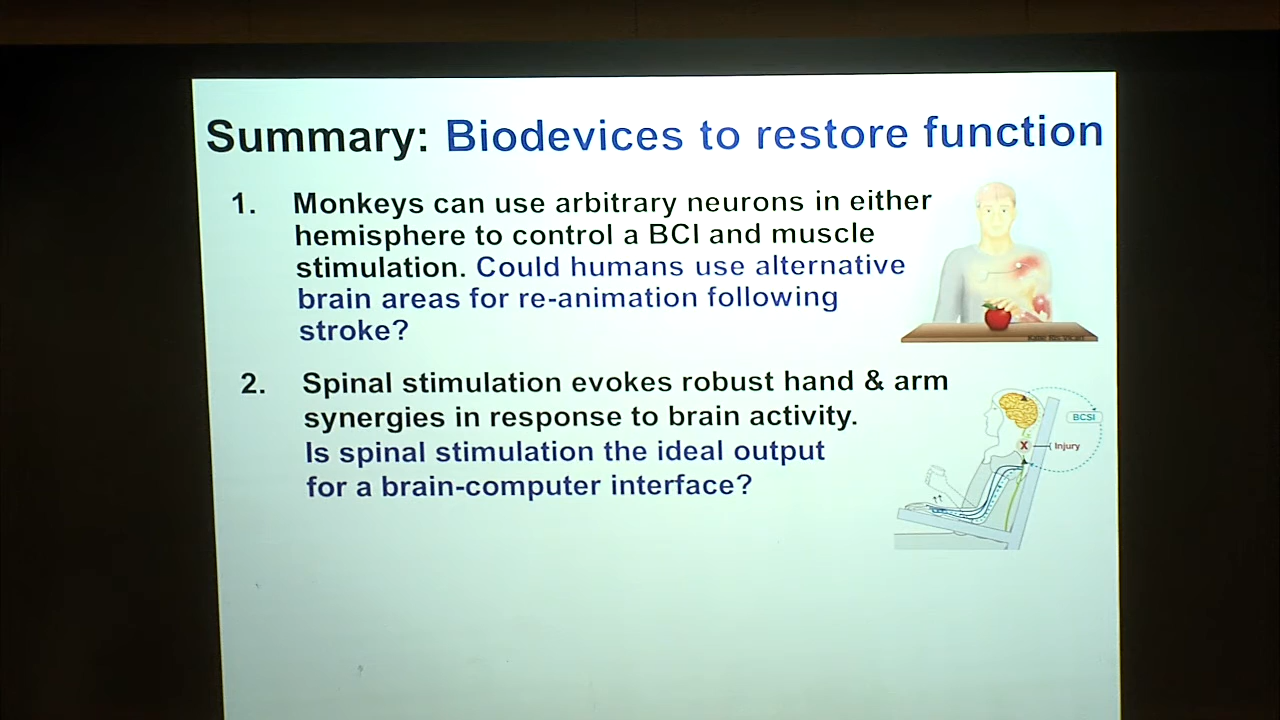 Summary: Biodevices to restore function
1. Monkeys can use arbitrary neurons in either
hemisphere to control a BCI and muscle
stimulation. Could humans use alternative
brain areas for re-animation following
stroke?
2. Spinal stimulation evokes robust hand & arm
synergies in response to brain activity.
Is spinal stimulation the ideal output
for a brain-computer interface?
BCSI
X
Injury